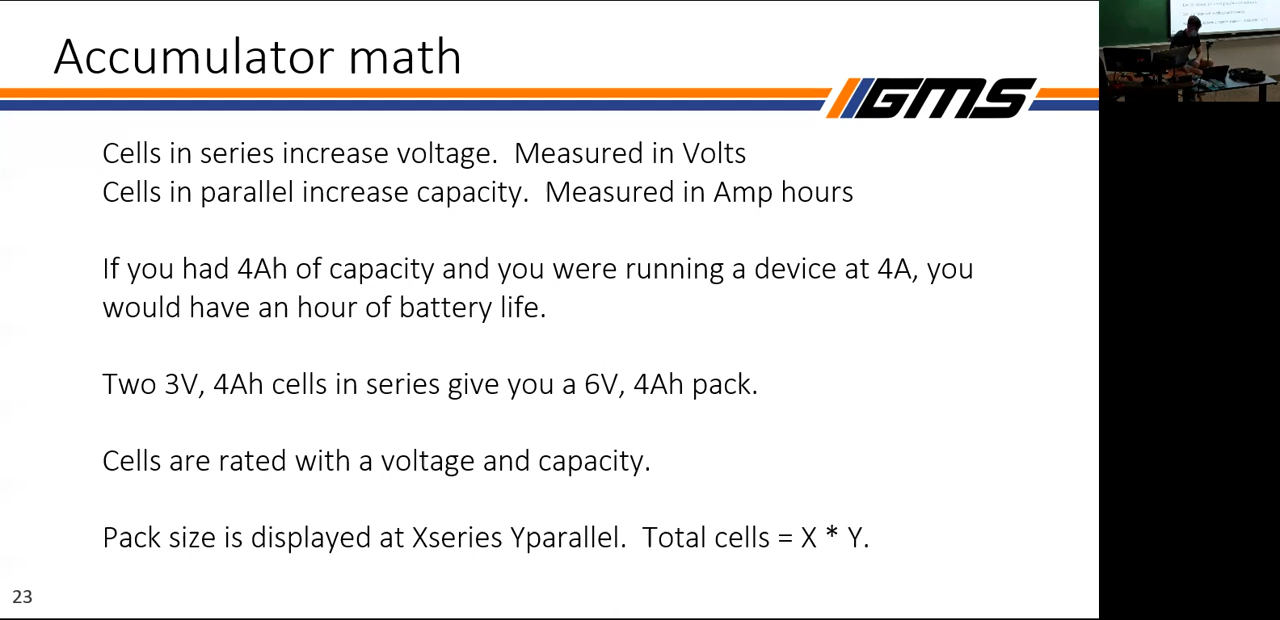 Accumulator math
GMS
Cells in series increase voltage. Measured in Volts
Cells in parallel increase capacity. Measured in Amp hours
If you had 4Ah of capacity and you were running a device at 4A, you
would have an hour of battery life.
Two 3V, 4Ah cells in series give you a 6V, 4Ah pack.
Cells are rated with a voltage and capacity.
Pack size is displayed at Xseries Yparallel. Total cells = X * Y.
23